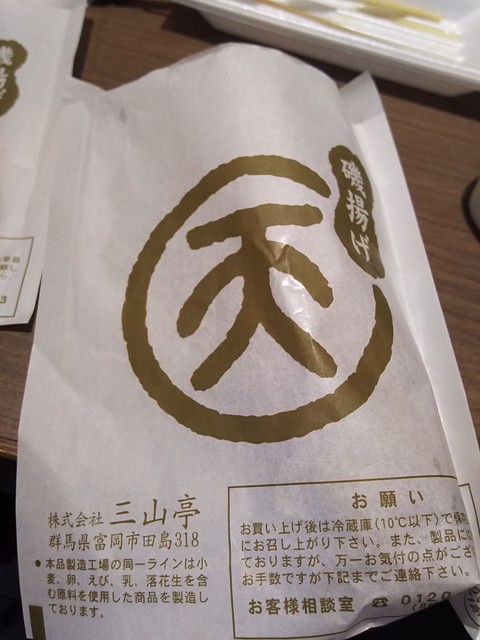 磯揚げ
天
磯揚げ
株式会社 三山亭
群馬県富岡市田島318
● 本品製造工場の同一ラインでは小
麦、卵、えび、乳、落花生を含
む原料を使用した商品を製造し
ております。
お願い
お買い上げ後は冷蔵庫(10℃以下)で保
にお召し上がり下さい。また、製品に
おりますが、万一お気付の点がござ
お手数ですが下記までご連絡下さい。
お客様相談室 ☎ 0120